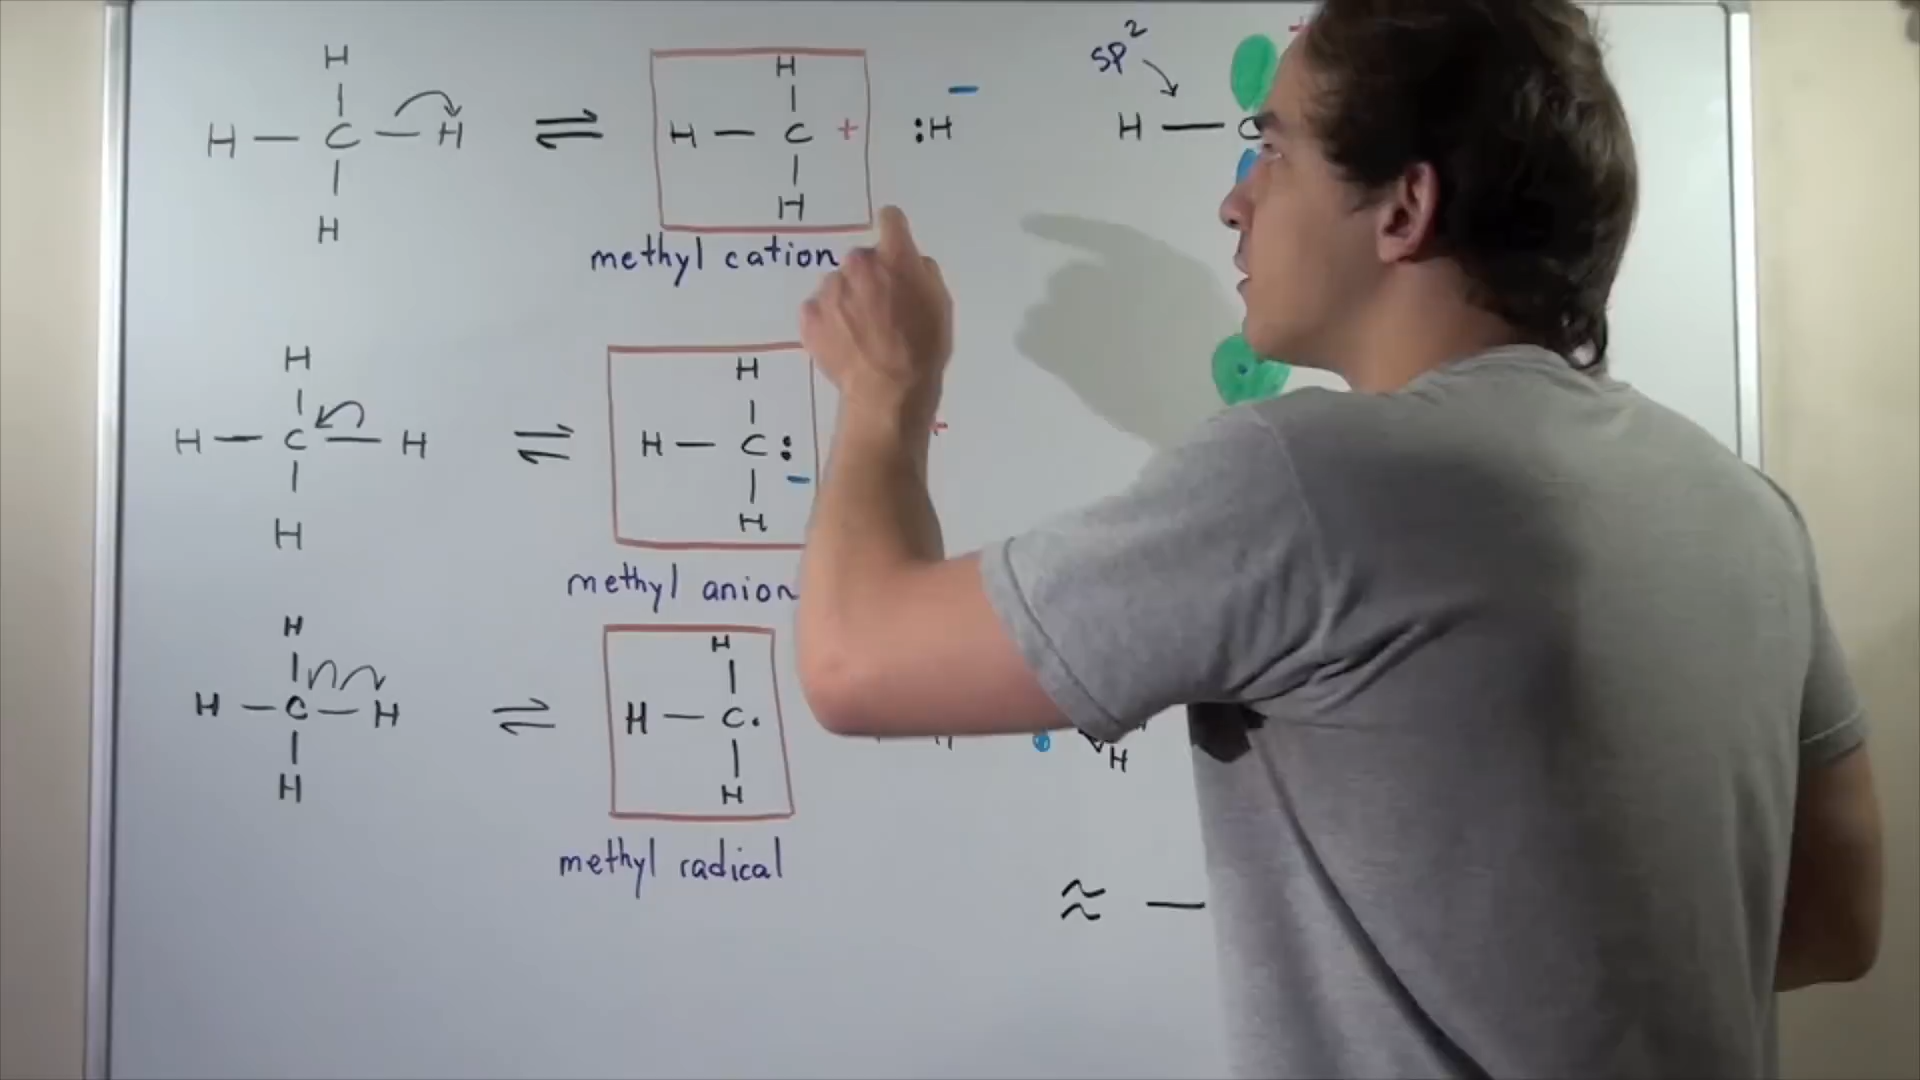 H
H — C — H ⇌ H — C + :H −
H
H
H
methyl cation
sp2
H — C
+
H
H — C — H ⇌ H — C: −
H
H
H
+
methyl anion
H
H — C — H ⇌ H — C·
H
H
H
H
methyl radical
≈ —